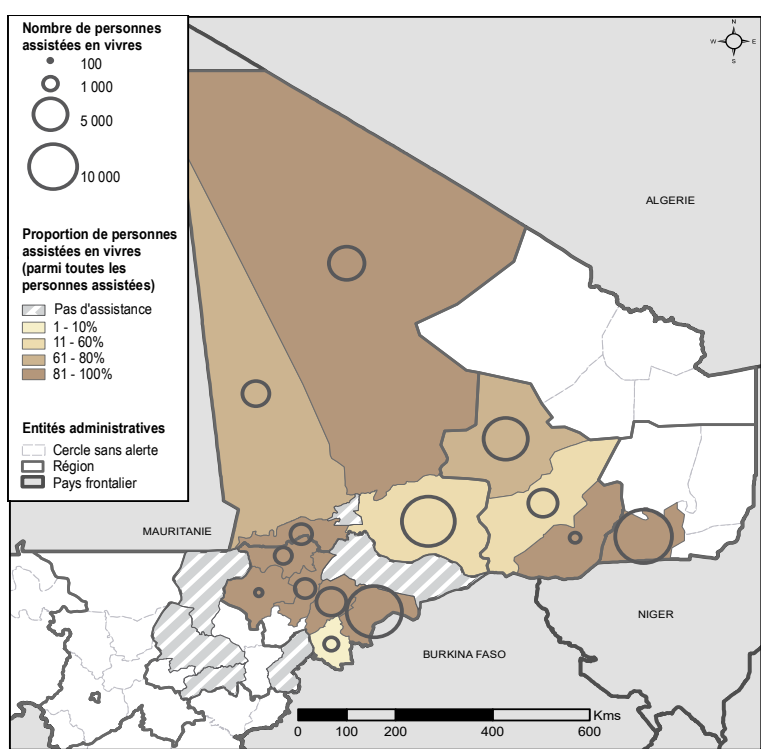 Nombre de personnes
assistées en vivres
100
1 000
5 000
10 000
Proportion de personnes
assistées en vivres
(parmi toutes les
personnes assistées)
Pas d'assistance
1 - 10%
11 - 60%
61 - 80%
81 - 100%
Entités administratives
Cercle sans alerte
Région
Pays frontalier
N
W E
S
ALGERIE
MAURITANIE
NIGER
BURKINA FASO
Kms
0 100 200 400 600